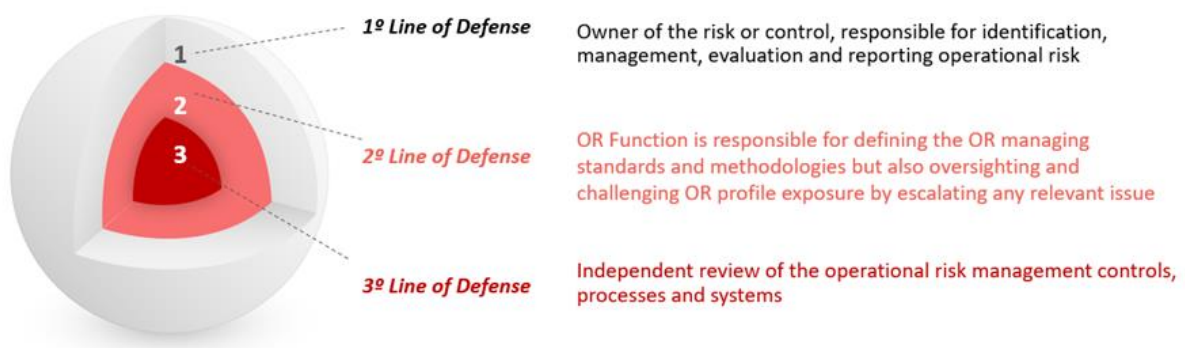 1
2
3
1º Line of Defense
Owner of the risk or control, responsible for identification,
management, evaluation and reporting operational risk
2º Line of Defense
OR Function is responsible for defining the OR managing
standards and methodologies but also oversighting and
challenging OR profile exposure by escalating any relevant issue
3º Line of Defense
Independent review of the operational risk management controls,
processes and systems